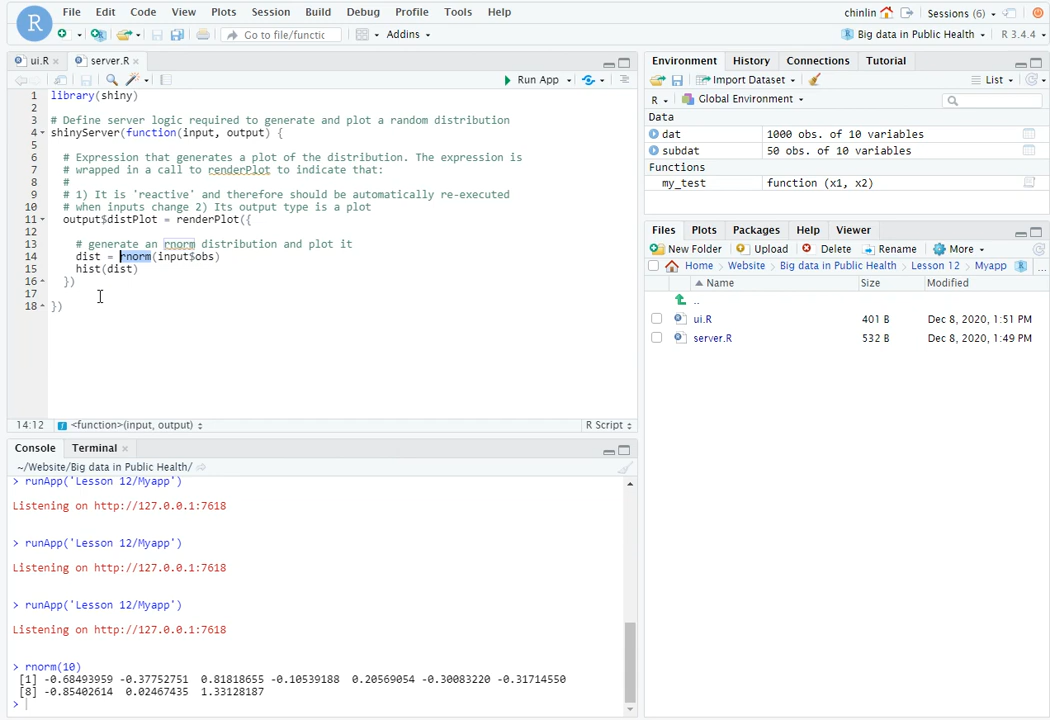 R File Edit Code View Plots Session Build Debug Profile Tools Help chinlin Sessions (6)
Go to file/functic Addins Big data in Public Health R 3.4.4
ui.R server.R
Run App
1 library(shiny)
2
3 # Define server logic required to generate and plot a random distribution
4 shinyServer(function(input, output) {
5
6 # Expression that generates a plot of the distribution. The expression is
7 # wrapped in a call to renderPlot to indicate that:
8 #
9 # 1) It is 'reactive' and therefore should be automatically re-executed
10 # when inputs change 2) Its output type is a plot
11 output$distPlot = renderPlot({
12
13 # generate an rnorm distribution and plot it
14 dist = rnorm(input$obs)
15 hist(dist)
16 })
17
18 })
14:12 <function>(input, output) R Script
Console Terminal
~/Website/Big data in Public Health/
> runApp('Lesson 12/Myapp')
Listening on http://127.0.0.1:7618
> runApp('Lesson 12/Myapp')
Listening on http://127.0.0.1:7618
> runApp('Lesson 12/Myapp')
Listening on http://127.0.0.1:7618
> rnorm(10)
[1] -0.68493959 -0.37752751 0.81818655 -0.10539188 0.20569054 -0.30083220 -0.31714550
[8] -0.85402614 0.02467435 1.33128187
>
Environment History Connections Tutorial
Import Dataset List
R Global Environment
Data
dat 1000 obs. of 10 variables
subdat 50 obs. of 10 variables
Functions
my_test function (x1, x2)
Files Plots Packages Help Viewer
New Folder Upload Delete Rename More
Home Website Big data in Public Health Lesson 12 Myapp ...
Name Size Modified
..
ui.R 401 B Dec 8, 2020, 1:51 PM
server.R 532 B Dec 8, 2020, 1:49 PM